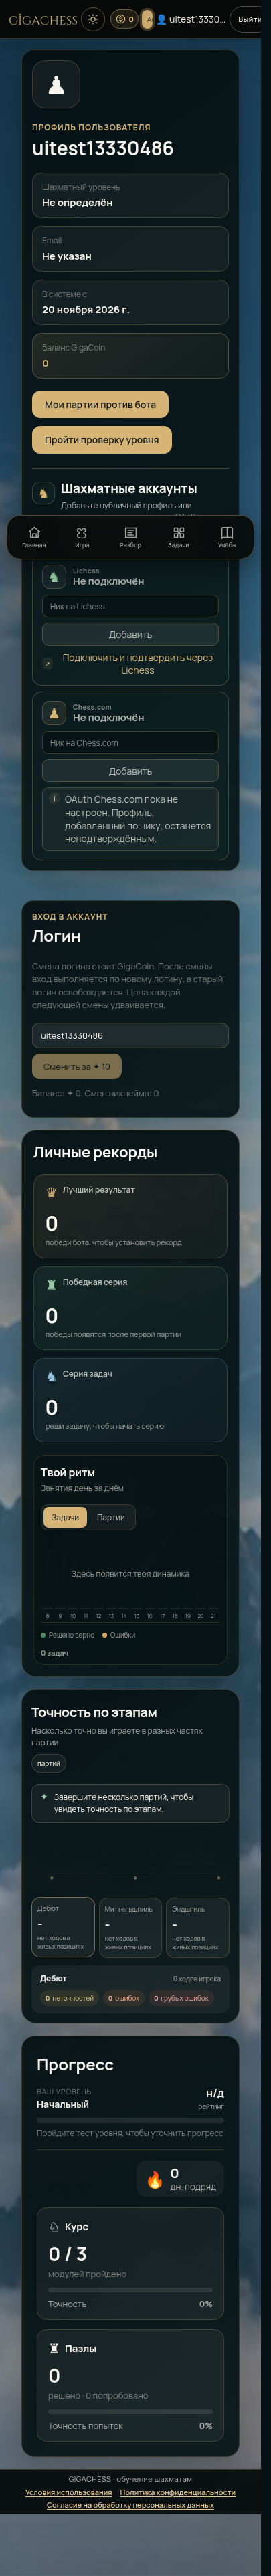 GIGACHESS
0
uitest13330...
Выйти
ПРОФИЛЬ ПОЛЬЗОВАТЕЛЯ
uitest13330486
Шахматный уровень
Не определён
Email
Не указан
В системе с
20 ноября 2026 г.
Баланс GigaCoin
0
Мои партии против бота
Пройти проверку уровня
Шахматные аккаунты
Добавьте публичный профиль или
Главная
Игра
Разбор
Задачи
Учёба
Lichess
Не подключён
Ник на Lichess
Добавить
Подключить и подтвердить через
Lichess
Chess.com
Не подключён
Ник на Chess.com
Добавить
OAuth Chess.com пока не
настроен. Профиль,
добавленный по нику, останется
неподтверждённым.
ВХОД В АККАУНТ
Логин
Смена логина стоит GigaCoin. После смены
вход выполняется по новому логину, а старый
логин освобождается. Цена каждой
следующей смены удваивается.
uitest13330486
Сменить за ✦ 10
Баланс: ✦ 0. Смен никнейма: 0.
Личные рекорды
Лучший результат
0
победи бота, чтобы установить рекорд
Победная серия
0
победы появятся после первой партии
Серия задач
0
реши задачу, чтобы начать серию
Твой ритм
Занятия день за днём
Задачи Партии
Здесь появится твоя динамика
8 9 10 11 12 13 14 15 16 17 18 19 20 21
Решено верно Ошибки
0 задач
Точность по этапам
Насколько точно вы играете в разных частях
партии
партий
✦ Завершите несколько партий, чтобы
увидеть точность по этапам.
Дебют
–
нет ходов в
живых позициях
Миттельшпиль
–
нет ходов в
живых позициях
Эндшпиль
–
нет ходов в
живых позициях
Дебют 0 ходов игрока
0 неточностей 0 ошибок 0 грубых ошибок
Прогресс
ВАШ УРОВЕНЬ
Начальный
н/д
рейтинг
Пройдите тест уровня, чтобы уточнить прогресс
0
дн. подряд
Курс
0 / 3
модулей пройдено
Точность 0%
Пазлы
0
решено · 0 попробовано
Точность попыток 0%
GIGACHESS · обучение шахматам
Условия использования Политика конфиденциальности
Согласие на обработку персональных данных